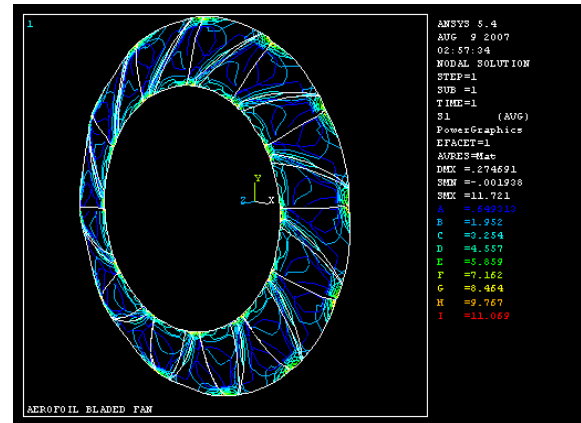 1
ANSYS 5.4
AUG 9 2007
02:57:34
NODAL SOLUTION
STEP=1
SUB =1
TIME=1
S1 (AVG)
PowerGraphics
EFACET=1
AVRES=Mat
DMX =.274691
SMN =-.001938
SMX =11.721
A =.649213
B =1.952
C =3.254
D =4.557
E =5.859
F =7.162
G =8.464
H =9.767
I =11.069
Y
Z X
AEROFOIL BLADED FAN